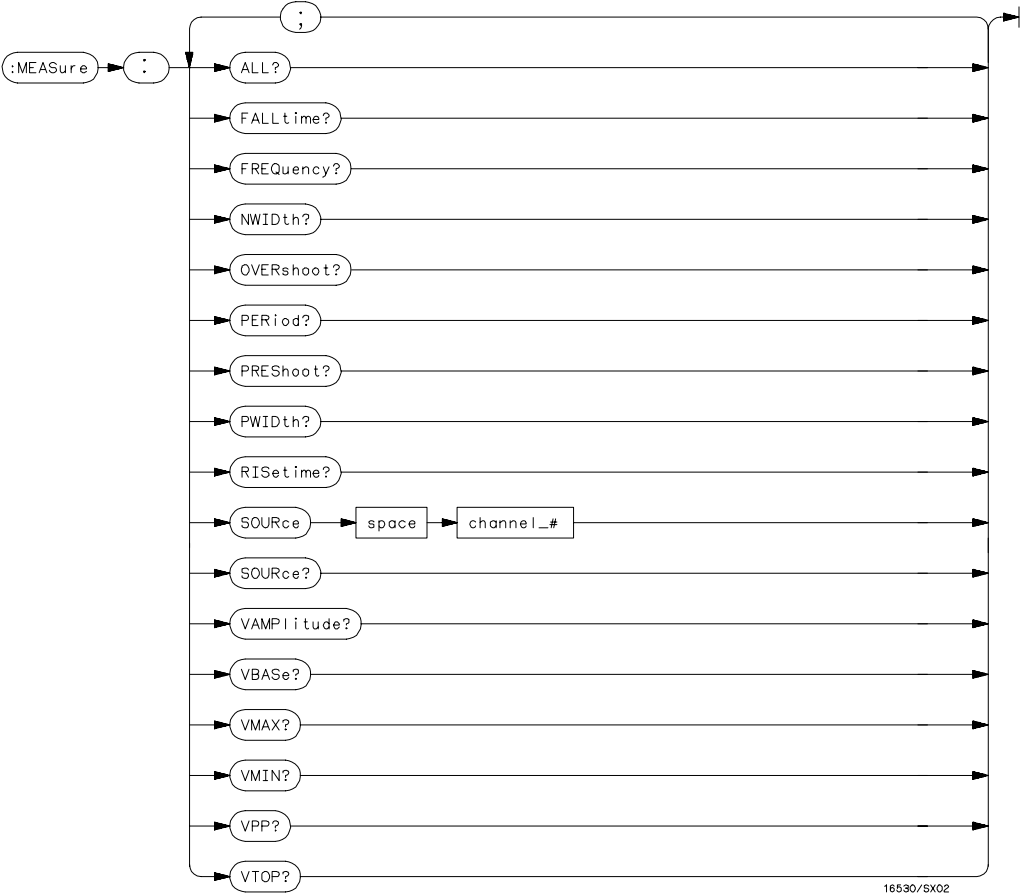 ;
:MEASure : ALL?
FALLtime?
FREQuency?
NWIDth?
OVERshoot?
PERiod?
PREShoot?
PWIDth?
RISetime?
SOURce space channel_#
SOURce?
VAMPlitude?
VBASe?
VMAX?
VMIN?
VPP?
VTOP?
16530/SX02